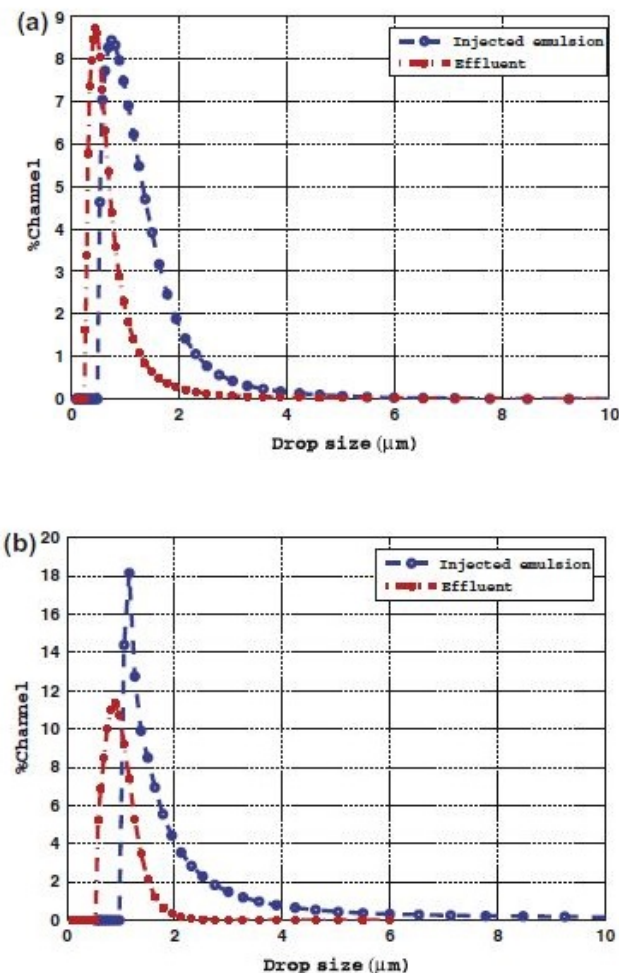 (a)
9
8
7
6
5
4
3
2
1
0
%Channel
Injected emulsion
Effluent
0 2 4 6 8 10
Drop size (μm)
(b)
20
18
16
14
12
10
8
6
4
2
0
%Channel
Injected emulsion
Effluent
0 2 4 6 8 10
Drop size (μm)